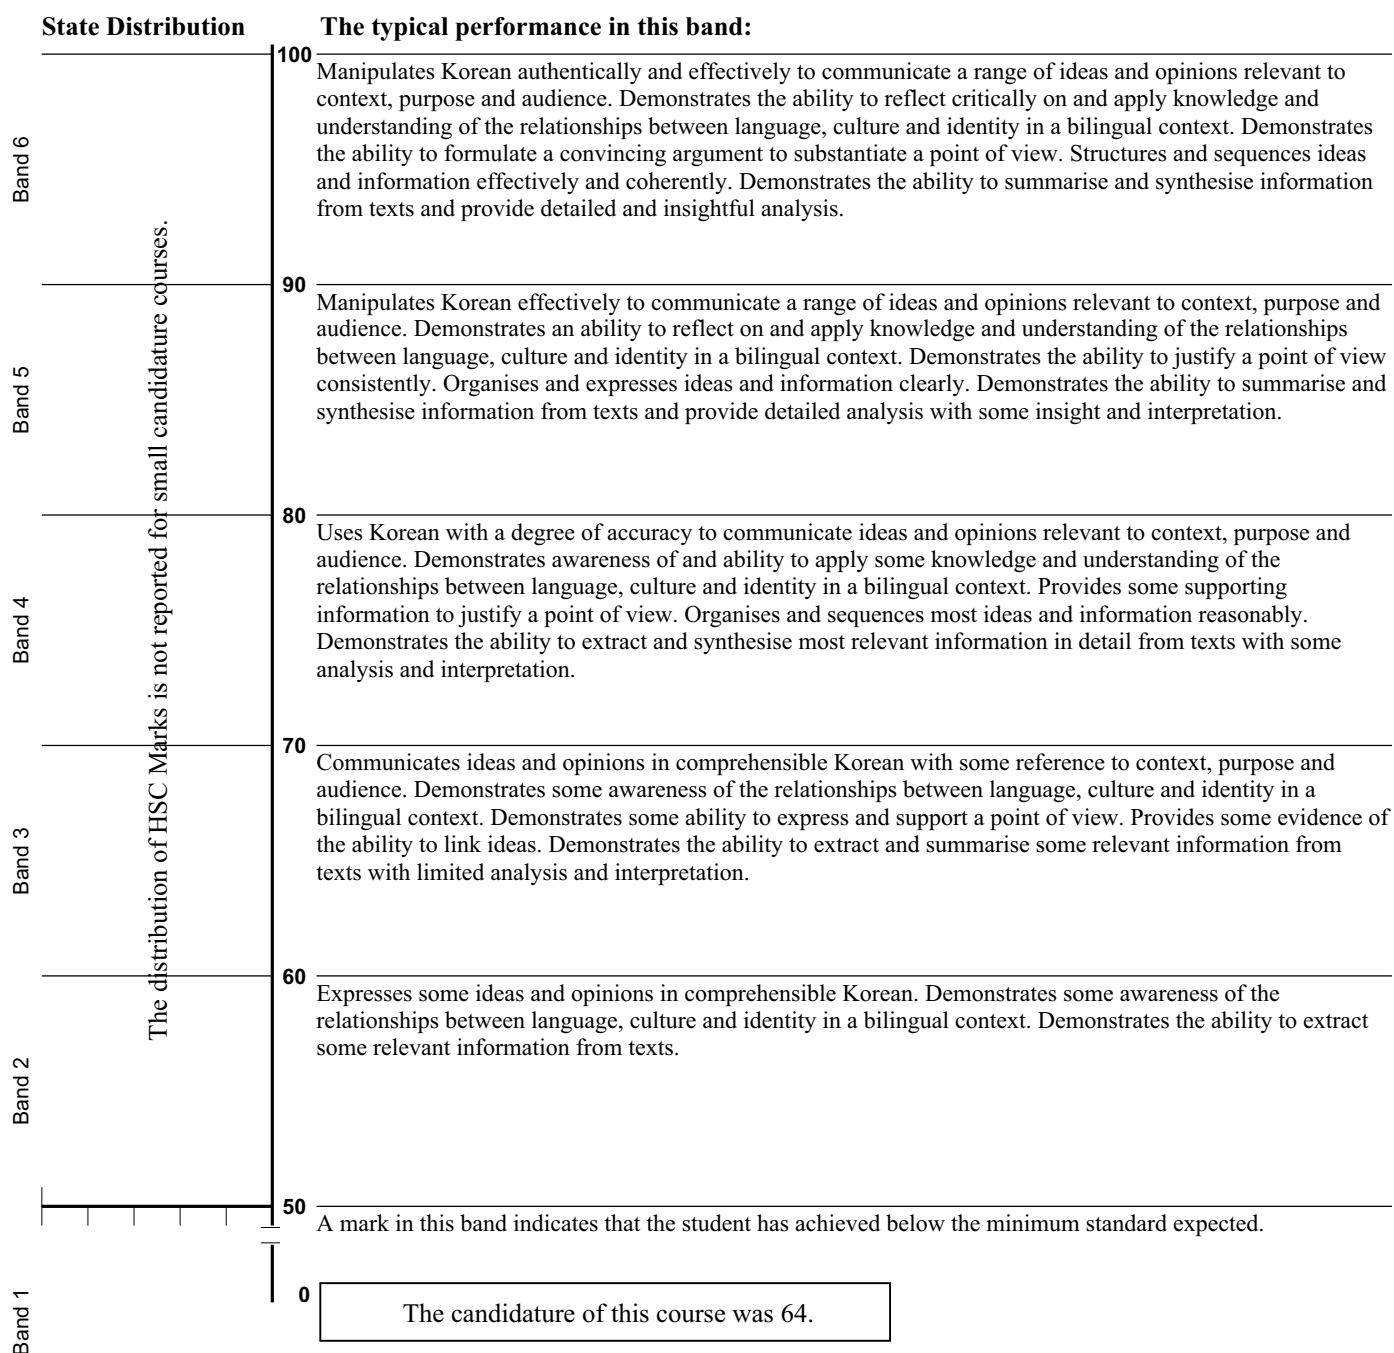 State Distribution
The typical performance in this band:
100
Band 6
Manipulates Korean authentically and effectively to communicate a range of ideas and opinions relevant to
context, purpose and audience. Demonstrates the ability to reflect critically on and apply knowledge and
understanding of the relationships between language, culture and identity in a bilingual context. Demonstrates
the ability to formulate a convincing argument to substantiate a point of view. Structures and sequences ideas
and information effectively and coherently. Demonstrates the ability to summarise and synthesise information
from texts and provide detailed and insightful analysis.
The distribution of HSC Marks is not reported for small candidature courses.
90
Band 5
Manipulates Korean effectively to communicate a range of ideas and opinions relevant to context, purpose and
audience. Demonstrates an ability to reflect on and apply knowledge and understanding of the relationships
between language, culture and identity in a bilingual context. Demonstrates the ability to justify a point of view
consistently. Organises and expresses ideas and information clearly. Demonstrates the ability to summarise and
synthesise information from texts and provide detailed analysis with some insight and interpretation.
80
Band 4
Uses Korean with a degree of accuracy to communicate ideas and opinions relevant to context, purpose and
audience. Demonstrates awareness of and ability to apply some knowledge and understanding of the
relationships between language, culture and identity in a bilingual context. Provides some supporting
information to justify a point of view. Organises and sequences most ideas and information reasonably.
Demonstrates the ability to extract and synthesise most relevant information in detail from texts with some
analysis and interpretation.
70
Band 3
Communicates ideas and opinions in comprehensible Korean with some reference to context, purpose and
audience. Demonstrates some awareness of the relationships between language, culture and identity in a
bilingual context. Demonstrates some ability to express and support a point of view. Provides some evidence of
the ability to link ideas. Demonstrates the ability to extract and summarise some relevant information from
texts with limited analysis and interpretation.
60
Band 2
Expresses some ideas and opinions in comprehensible Korean. Demonstrates some awareness of the
relationships between language, culture and identity in a bilingual context. Demonstrates the ability to extract
some relevant information from texts.
50
Band 1
A mark in this band indicates that the student has achieved below the minimum standard expected.
0
The candidature of this course was 64.